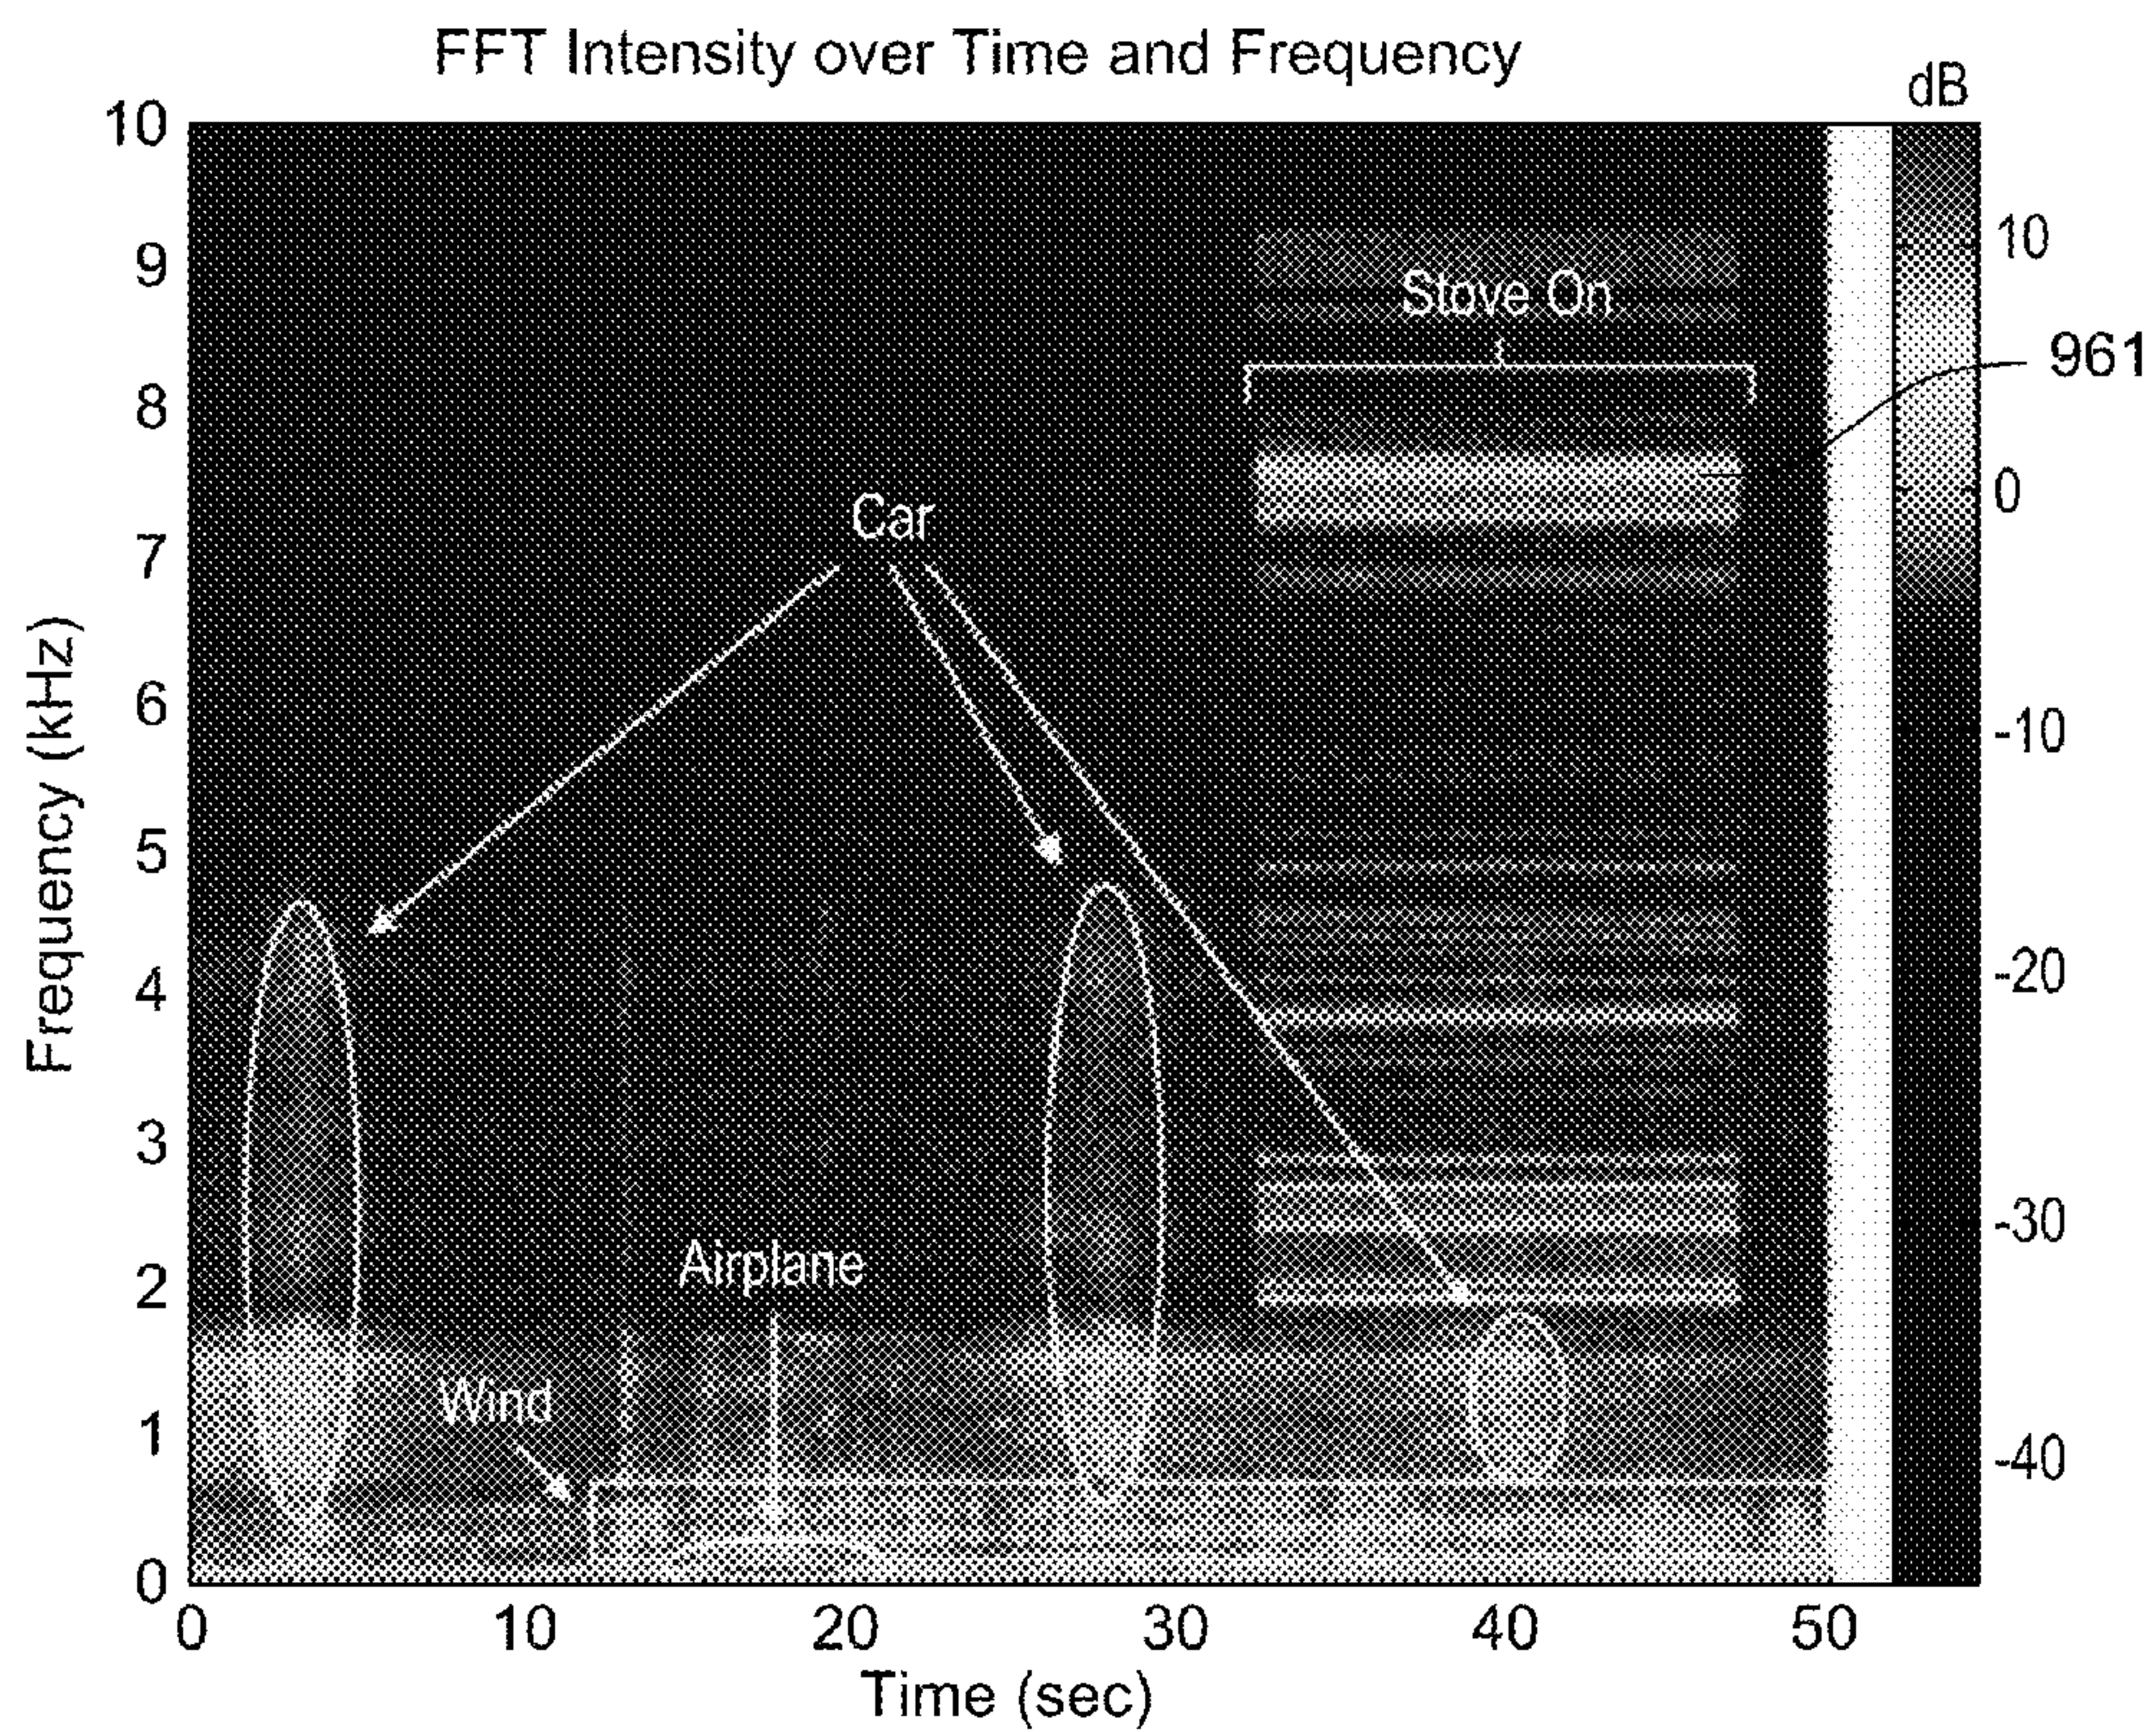 FFT Intensity over Time and Frequency
dB
10
9
8
7
6
5
4
3
2
1
0
Frequency (kHz)
Stove On
Car
Airplane
Wind
10
961
0
-10
-20
-30
-40
0 10 20 30 40 50
Time (sec)